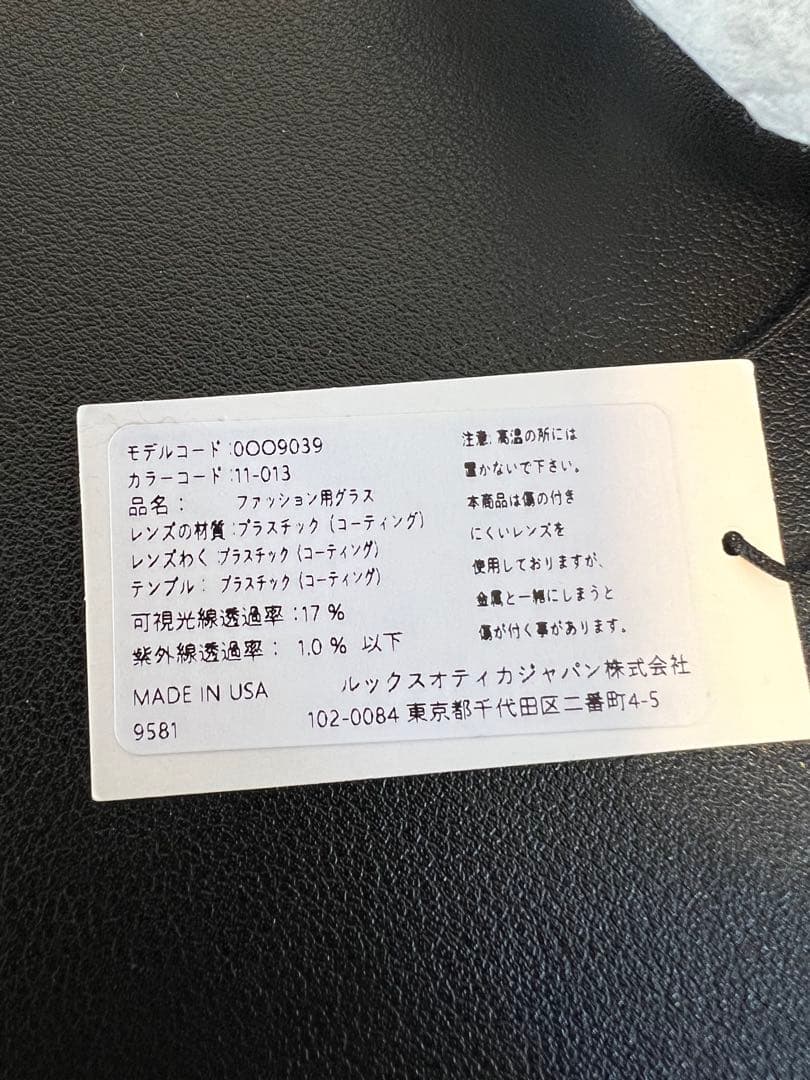 モデルコード:0OO9039
カラーコード:11-013
品名: ファッション用グラス
レンズの材質:プラスチック(コーティング)
レンズわく:プラスチック(コーティング)
テンプル: プラスチック(コーティング)
可視光線透過率:17%
紫外線透過率: 1.0% 以下
MADE IN USA
9581
注意:高温の所には
置かないで下さい。
本商品は傷の付き
にくいレンズを
使用しておりますが、
金属と一緒にしまうと
傷が付く事があります。
ルックスオティカジャパン株式会社
102-0084 東京都千代田区二番町4-5